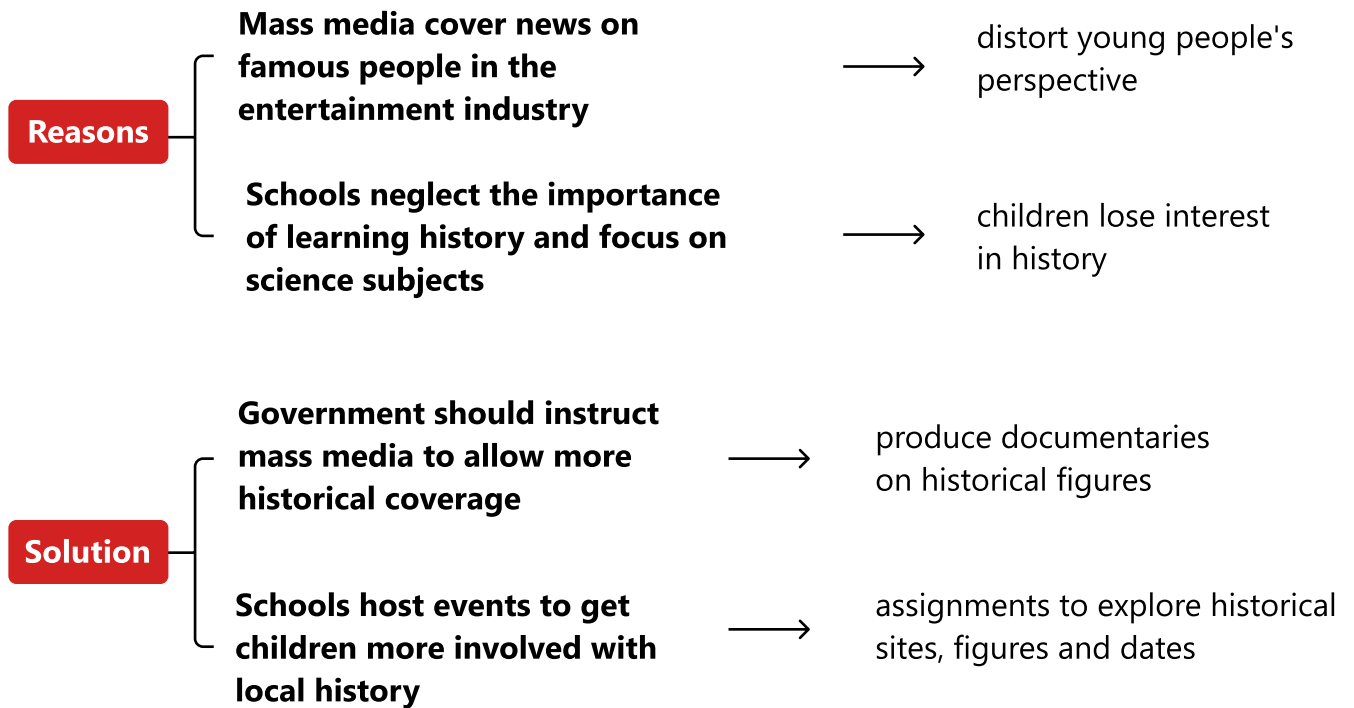 Reasons
Mass media cover news on
famous people in the
entertainment industry
distort young people's
perspective
Schools neglect the importance
of learning history and focus on
science subjects
children lose interest
in history
Solution
Government should instruct
mass media to allow more
historical coverage
produce documentaries
on historical figures
Schools host events to get
children more involved with
local history
assignments to explore historical
sites, figures and dates